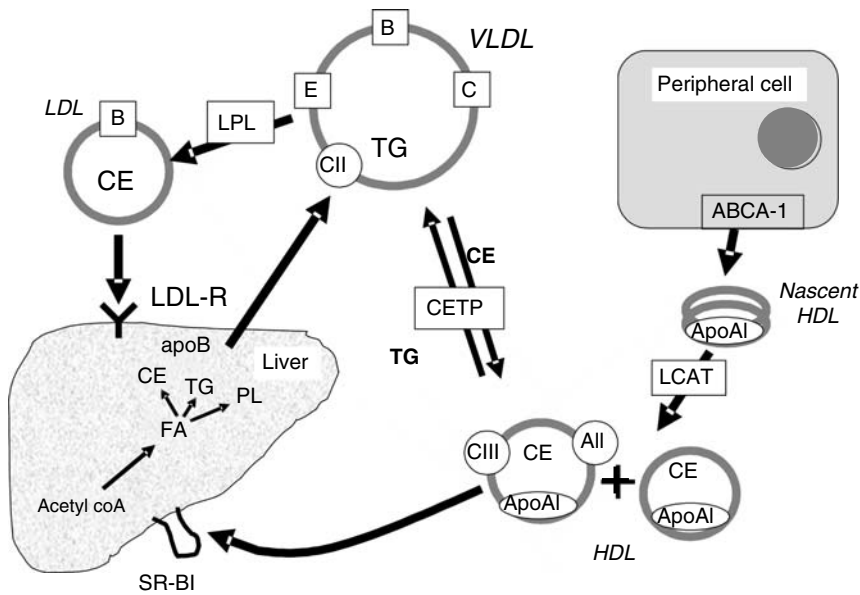 VLDL
B
E
C
CII
TG
LDL
B
CE
LPL
Peripheral cell
ABCA-1
Nascent
HDL
ApoAI
LCAT
CE
CETP
TG
LDL-R
apoB
Liver
CE
TG
PL
FA
Acetyl coA
SR-BI
CIII
CE
AII
ApoAI
+
CE
ApoAI
HDL